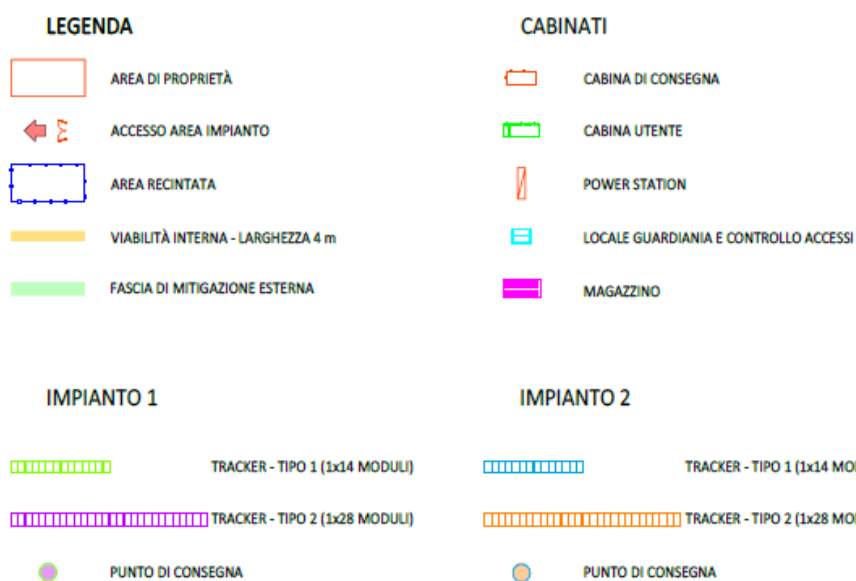 LEGENDA
AREA DI PROPRIETÀ
ACCESSO AREA IMPIANTO
AREA RECINTATA
VIABILITÀ INTERNA - LARGHEZZA 4 m
FASCIA DI MITIGAZIONE ESTERNA
CABINATI
CABINA DI CONSEGNA
CABINA UTENTE
POWER STATION
LOCALE GUARDIANIA E CONTROLLO ACCESSI
MAGAZZINO
IMPIANTO 1
TRACKER - TIPO 1 (1x14 MODULI)
TRACKER - TIPO 2 (1x28 MODULI)
PUNTO DI CONSEGNA
IMPIANTO 2
TRACKER - TIPO 1 (1x14
TRACKER - TIPO 2 (1x28
PUNTO DI CONSEGNA